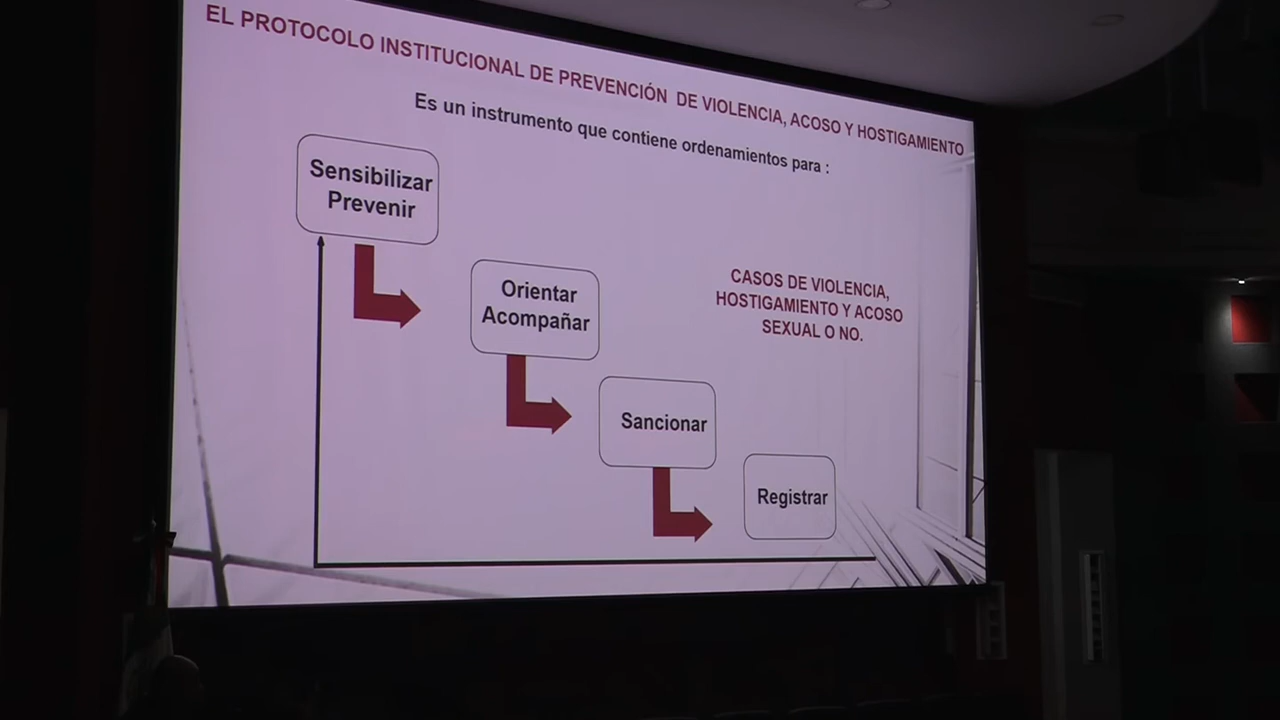 EL PROTOCOLO INSTITUCIONAL DE PREVENCIÓN DE VIOLENCIA, ACOSO Y HOSTIGAMIENTO
Es un instrumento que contiene ordenamientos para :
Sensibilizar
Prevenir
Orientar
Acompañar
CASOS DE VIOLENCIA,
HOSTIGAMIENTO Y ACOSO
SEXUAL O NO.
Sancionar
Registrar